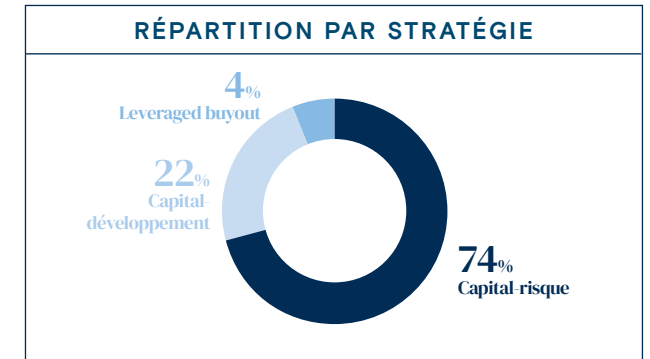 RÉPARTITION PAR STRATÉGIE
4%
Leveraged buyout
22%
Capital-
développement
74%
Capital-risque